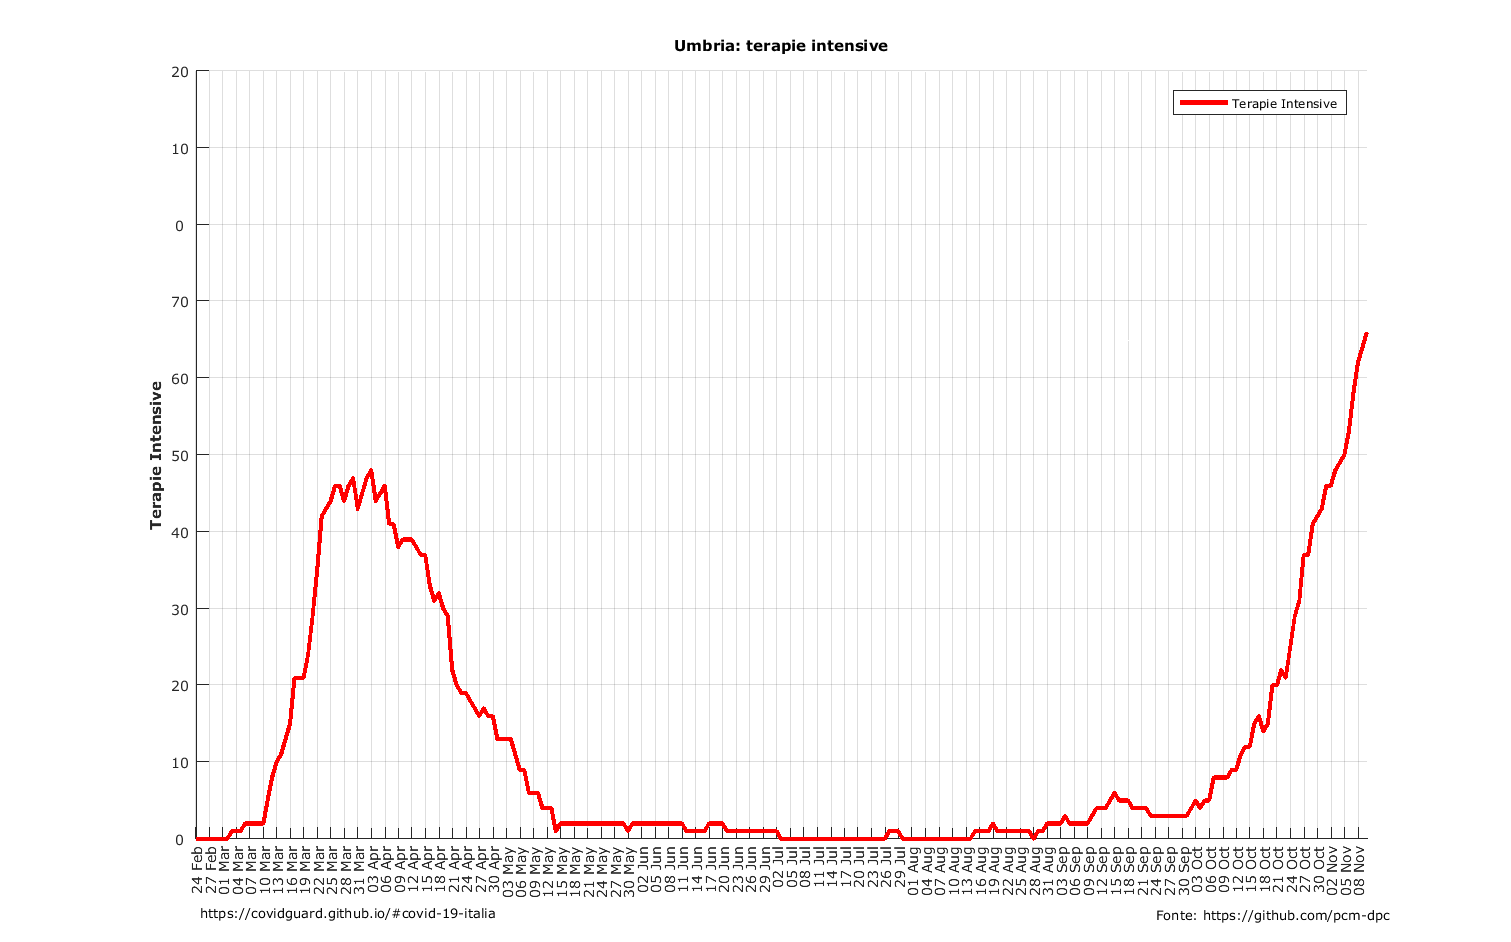 Umbria: terapie intensive
20
10
0
70
60
50
40
30
20
10
0
Terapie Intensive
Terapie Intensive
24 Feb
27 Feb
01 Mar
04 Mar
07 Mar
10 Mar
13 Mar
16 Mar
19 Mar
22 Mar
25 Mar
28 Mar
31 Mar
03 Apr
06 Apr
09 Apr
12 Apr
15 Apr
18 Apr
21 Apr
24 Apr
27 Apr
30 Apr
03 May
06 May
09 May
12 May
15 May
18 May
21 May
24 May
27 May
30 May
02 Jun
05 Jun
08 Jun
11 Jun
14 Jun
17 Jun
20 Jun
23 Jun
26 Jun
29 Jun
02 Jul
05 Jul
08 Jul
11 Jul
14 Jul
17 Jul
20 Jul
23 Jul
26 Jul
29 Jul
01 Aug
04 Aug
07 Aug
10 Aug
13 Aug
16 Aug
19 Aug
22 Aug
25 Aug
28 Aug
31 Aug
03 Sep
06 Sep
09 Sep
12 Sep
15 Sep
18 Sep
21 Sep
24 Sep
27 Sep
30 Sep
03 Oct
06 Oct
09 Oct
12 Oct
15 Oct
18 Oct
21 Oct
24 Oct
27 Oct
30 Oct
02 Nov
05 Nov
08 Nov
https://covidguard.github.io/#covid-19-italia
Fonte: https://github.com/pcm-dpc